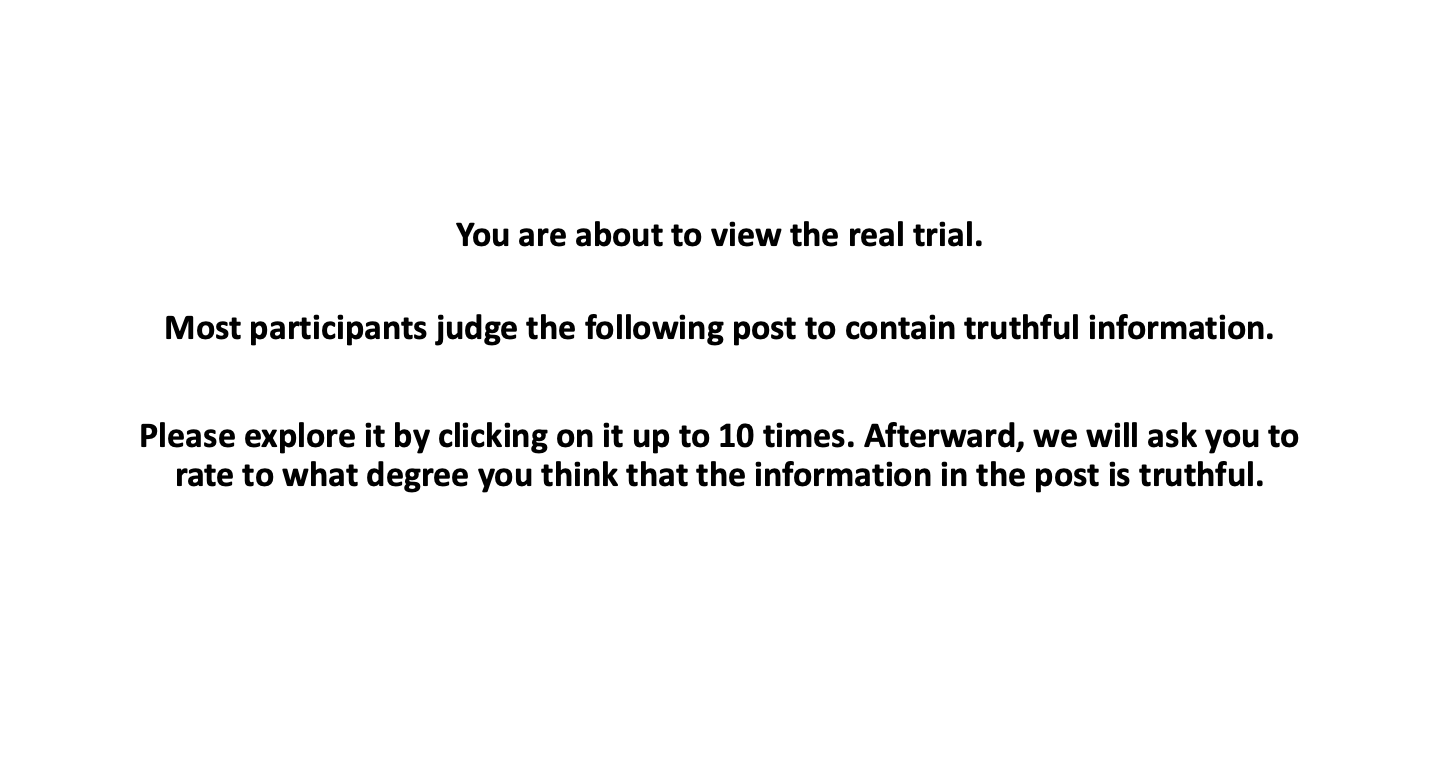 You are about to view the real trial.
Most participants judge the following post to contain truthful information.
Please explore it by clicking on it up to 10 times. Afterward, we will ask you to
rate to what degree you think that the information in the post is truthful.